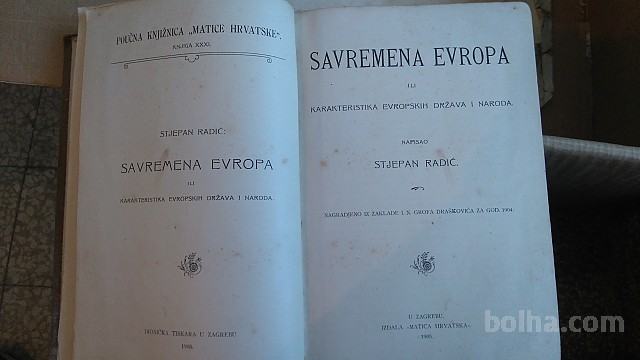 POUČNA KNJIŽNICA „MATICE HRVATSKE“.
KNJIGA XXXI.
STJEPAN RADIĆ:
SAVREMENA EVROPA
ILI
KARAKTERISTIKA EVROPSKIH DRŽAVA I NARODA.
DIONIČKA TISKARA U ZAGREBU
1905.
SAVREMENA EVROPA
ILI
KARAKTERISTIKA EVROPSKIH DRŽAVA I NARODA.
NAPISAO
STJEPAN RADIĆ.
NAGRADJENO IZ ZAKLADE I. N. GROFA DRAŠKOVIĆA ZA GOD. 1904.
U ZAGREBU.
IZDALA »MATICA HRVATSKA«
1905.
bolha.com